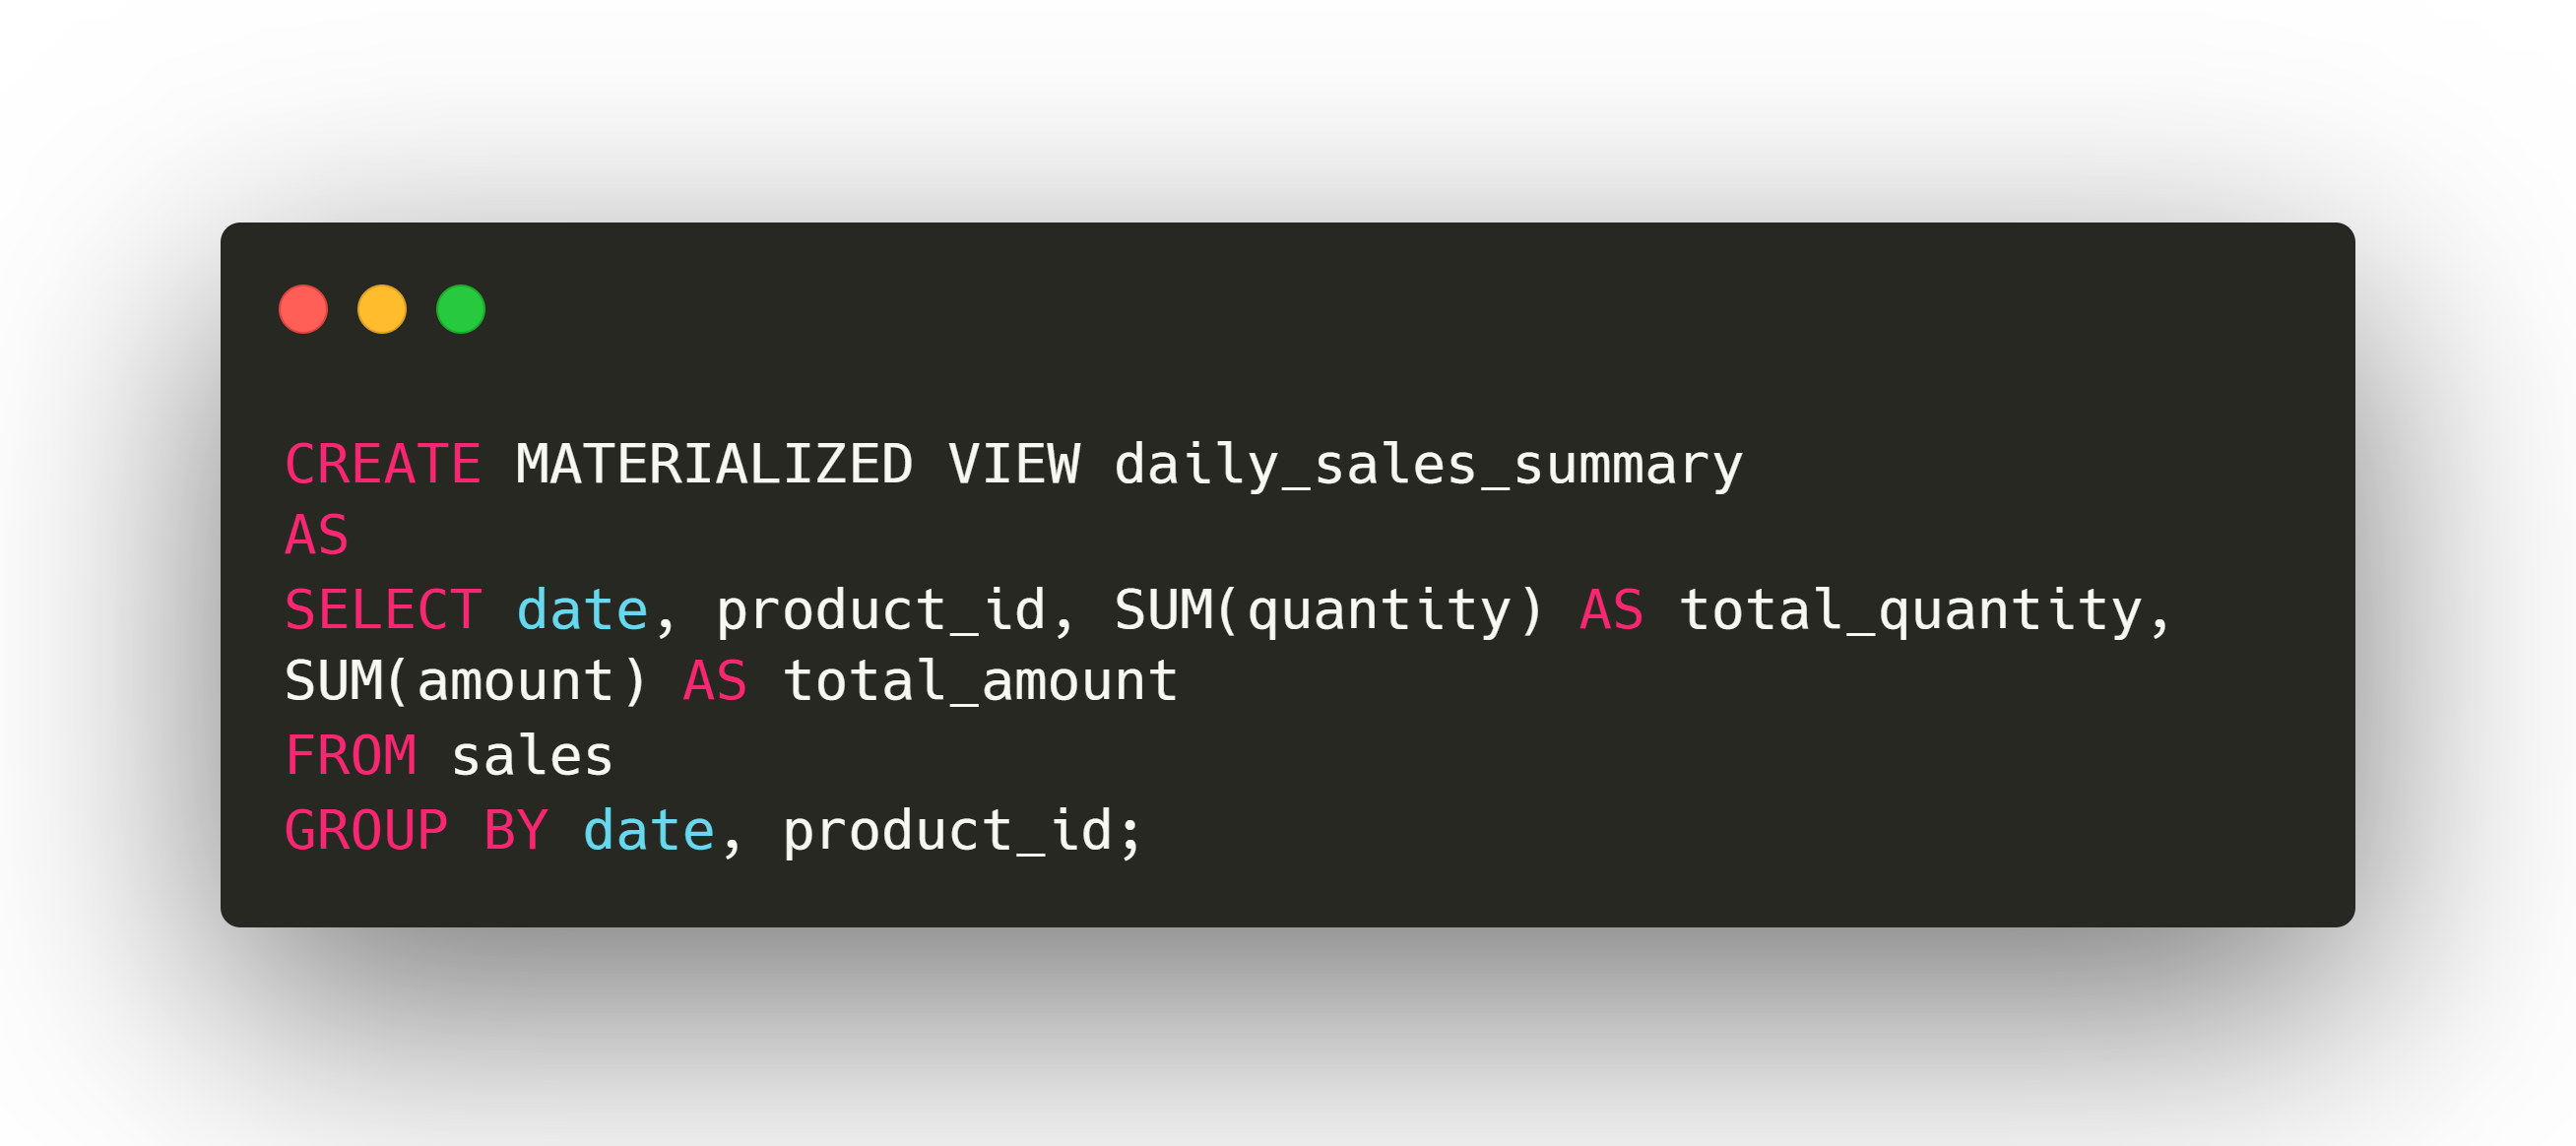 CREATE MATERIALIZED VIEW daily_sales_summary
AS
SELECT date, product_id, SUM(quantity) AS total_quantity,
SUM(amount) AS total_amount
FROM sales
GROUP BY date, product_id;